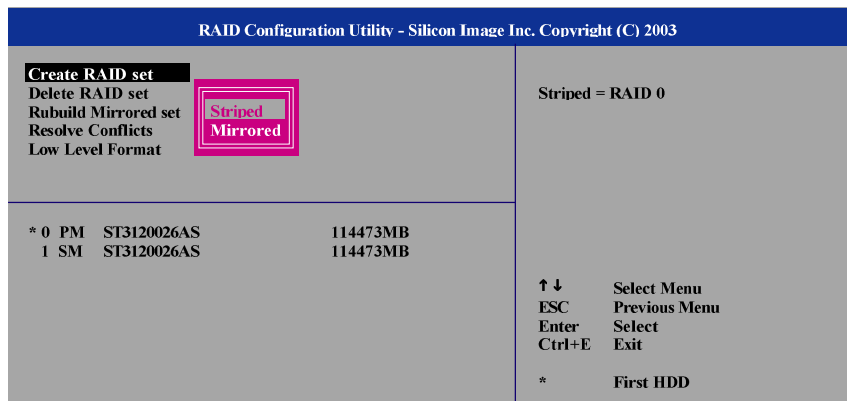 RAID Configuration Utility - Silicon Image Inc. Copyright (C) 2003
Create RAID set
Delete RAID set
Rubuild Mirrored set
Resolve Conflicts
Low Level Format
Striped
Mirrored
Striped = RAID 0
* 0 PM ST3120026AS 114473MB
1 SM ST3120026AS 114473MB
↑↓ Select Menu
ESC Previous Menu
Enter Select
Ctrl+E Exit
* First HDD